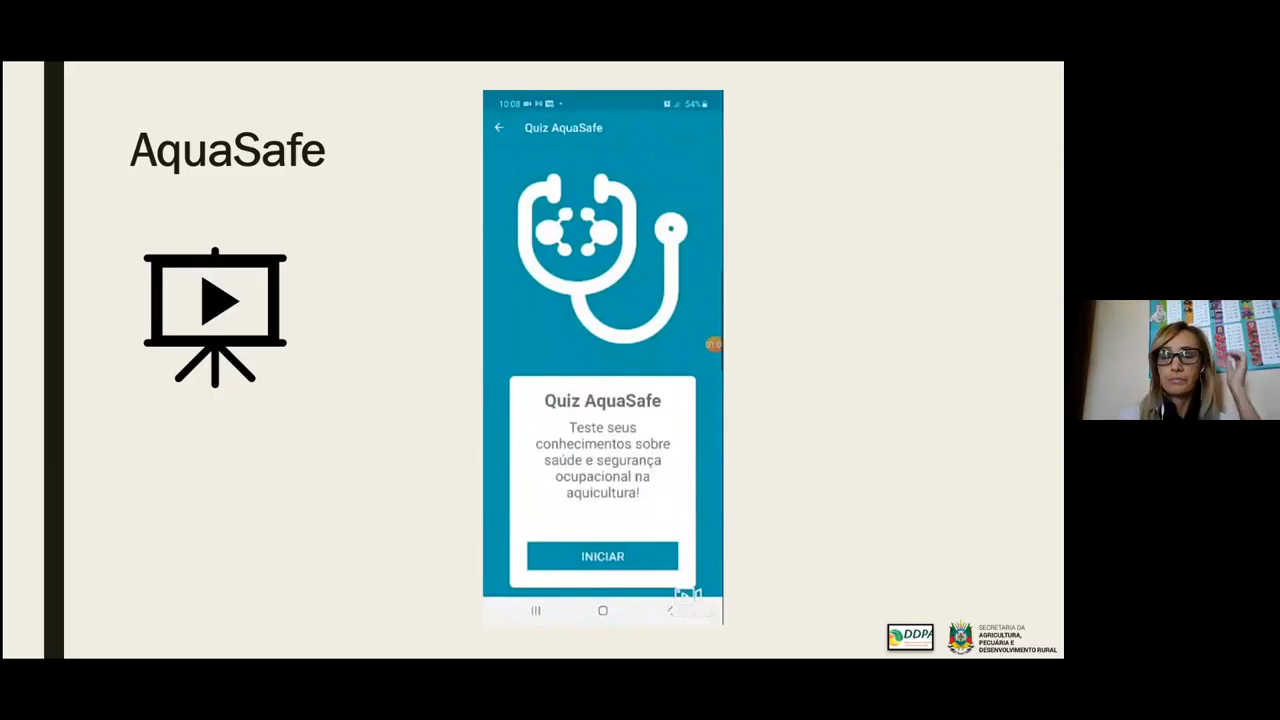 AquaSafe
10:08
54%
Quiz AquaSafe
Quiz AquaSafe
Teste seus
conhecimentos sobre
saúde e segurança
ocupacional na
aquicultura!
INICIAR
DDPA
SECRETARIA DA
AGRICULTURA,
PECUÁRIA E
DESENVOLVIMENTO RURAL